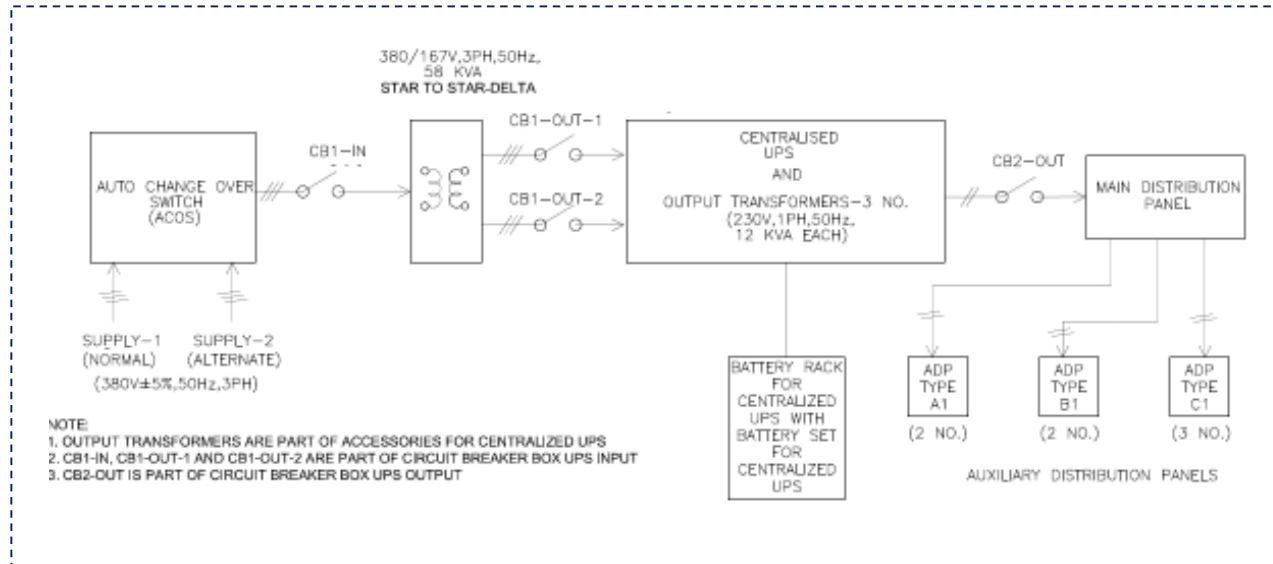 380/167V,3PH,50Hz,
58 KVA
STAR TO STAR-DELTA
AUTO CHANGE OVER
SWITCH
(ACOS)
CB1-IN
CB1-OUT-1
CB1-OUT-2
CENTRALISED
UPS
AND
OUTPUT TRANSFORMERS-3 NO.
(230V,1PH,50Hz,
12 KVA EACH)
CB2-OUT
MAIN DISTRIBUTION
PANEL
SUPPLY-1
(NORMAL)
SUPPLY-2
(ALTERNATE)
(380V±5%,50Hz,3PH)
BATTERY RACK
FOR
CENTRALIZED
UPS WITH
BATTERY SET
FOR
CENTRALIZED
UPS
ADP
TYPE
A1
(2 NO.)
ADP
TYPE
B1
(2 NO.)
ADP
TYPE
C1
(3 NO.)
AUXILIARY DISTRIBUTION PANELS
NOTE:
1. OUTPUT TRANSFORMERS ARE PART OF ACCESSORIES FOR CENTRALIZED UPS
2. CB1-IN, CB1-OUT-1 AND CB1-OUT-2 ARE PART OF CIRCUIT BREAKER BOX UPS INPUT
3. CB2-OUT IS PART OF CIRCUIT BREAKER BOX UPS OUTPUT